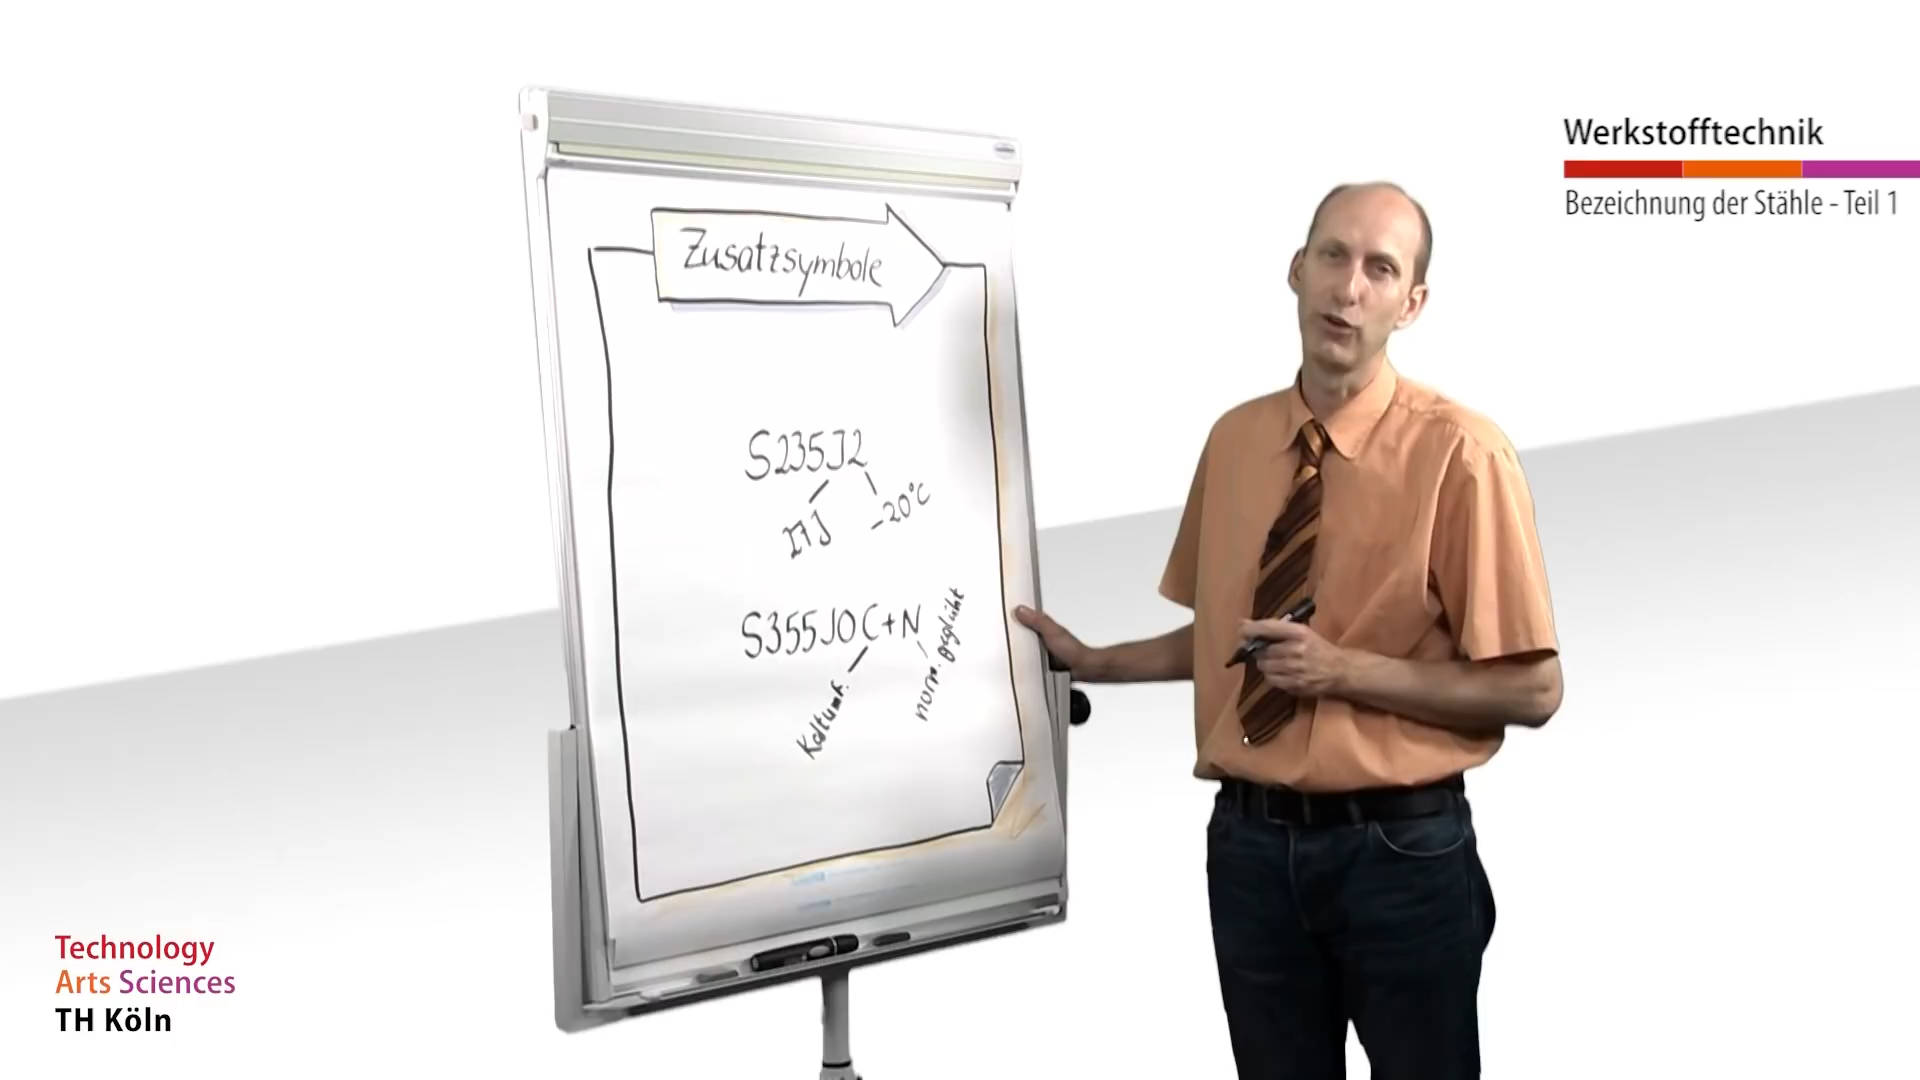 Werkstofftechnik
Bezeichnung der Stähle - Teil 1
Zusatzsymbole
S235J2
27J
-20°C
S355J0C+N
Kaltumf.
norm. geglüht
Technology
Arts Sciences
TH Köln